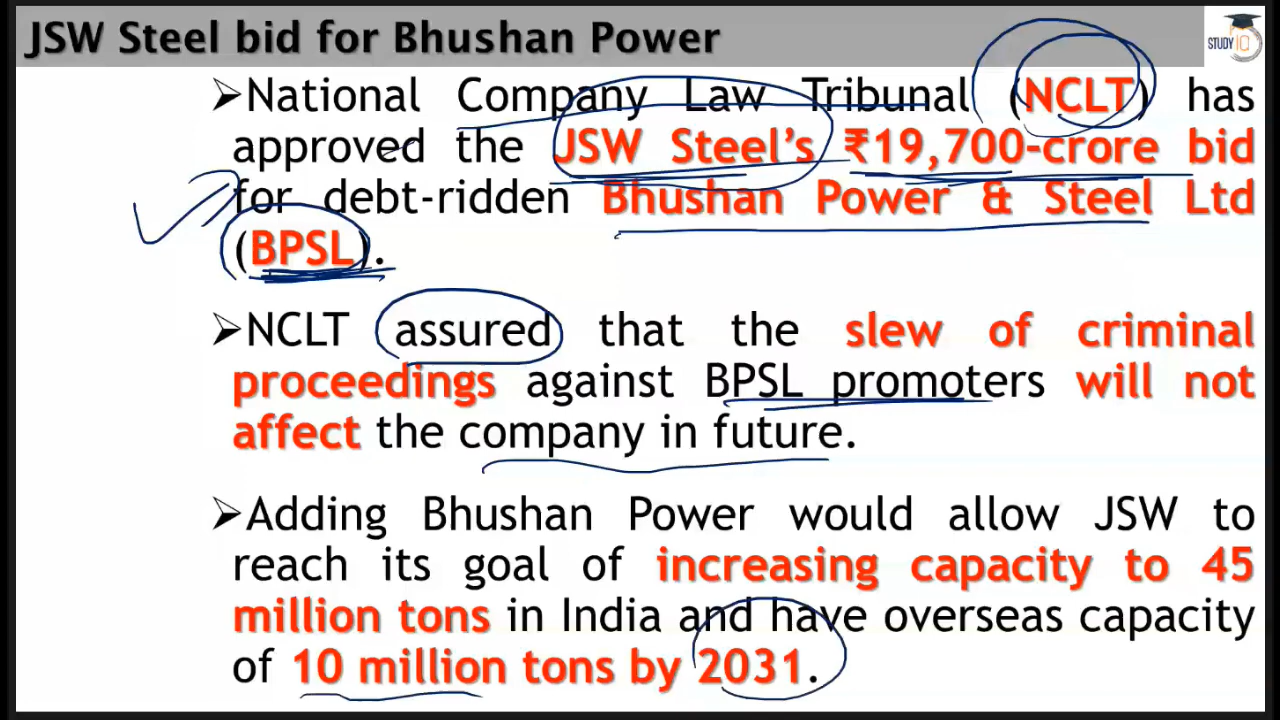 JSW Steel bid for Bhushan Power
STUDY IQ
➤National Company Law Tribunal (NCLT) has
approved the JSW Steel's ₹19,700-crore bid
for debt-ridden Bhushan Power & Steel Ltd
(BPSL).
➤NCLT assured that the slew of criminal
proceedings against BPSL promoters will not
affect the company in future.
➤Adding Bhushan Power would allow JSW to
reach its goal of increasing capacity to 45
million tons in India and have overseas capacity
of 10 million tons by 2031.